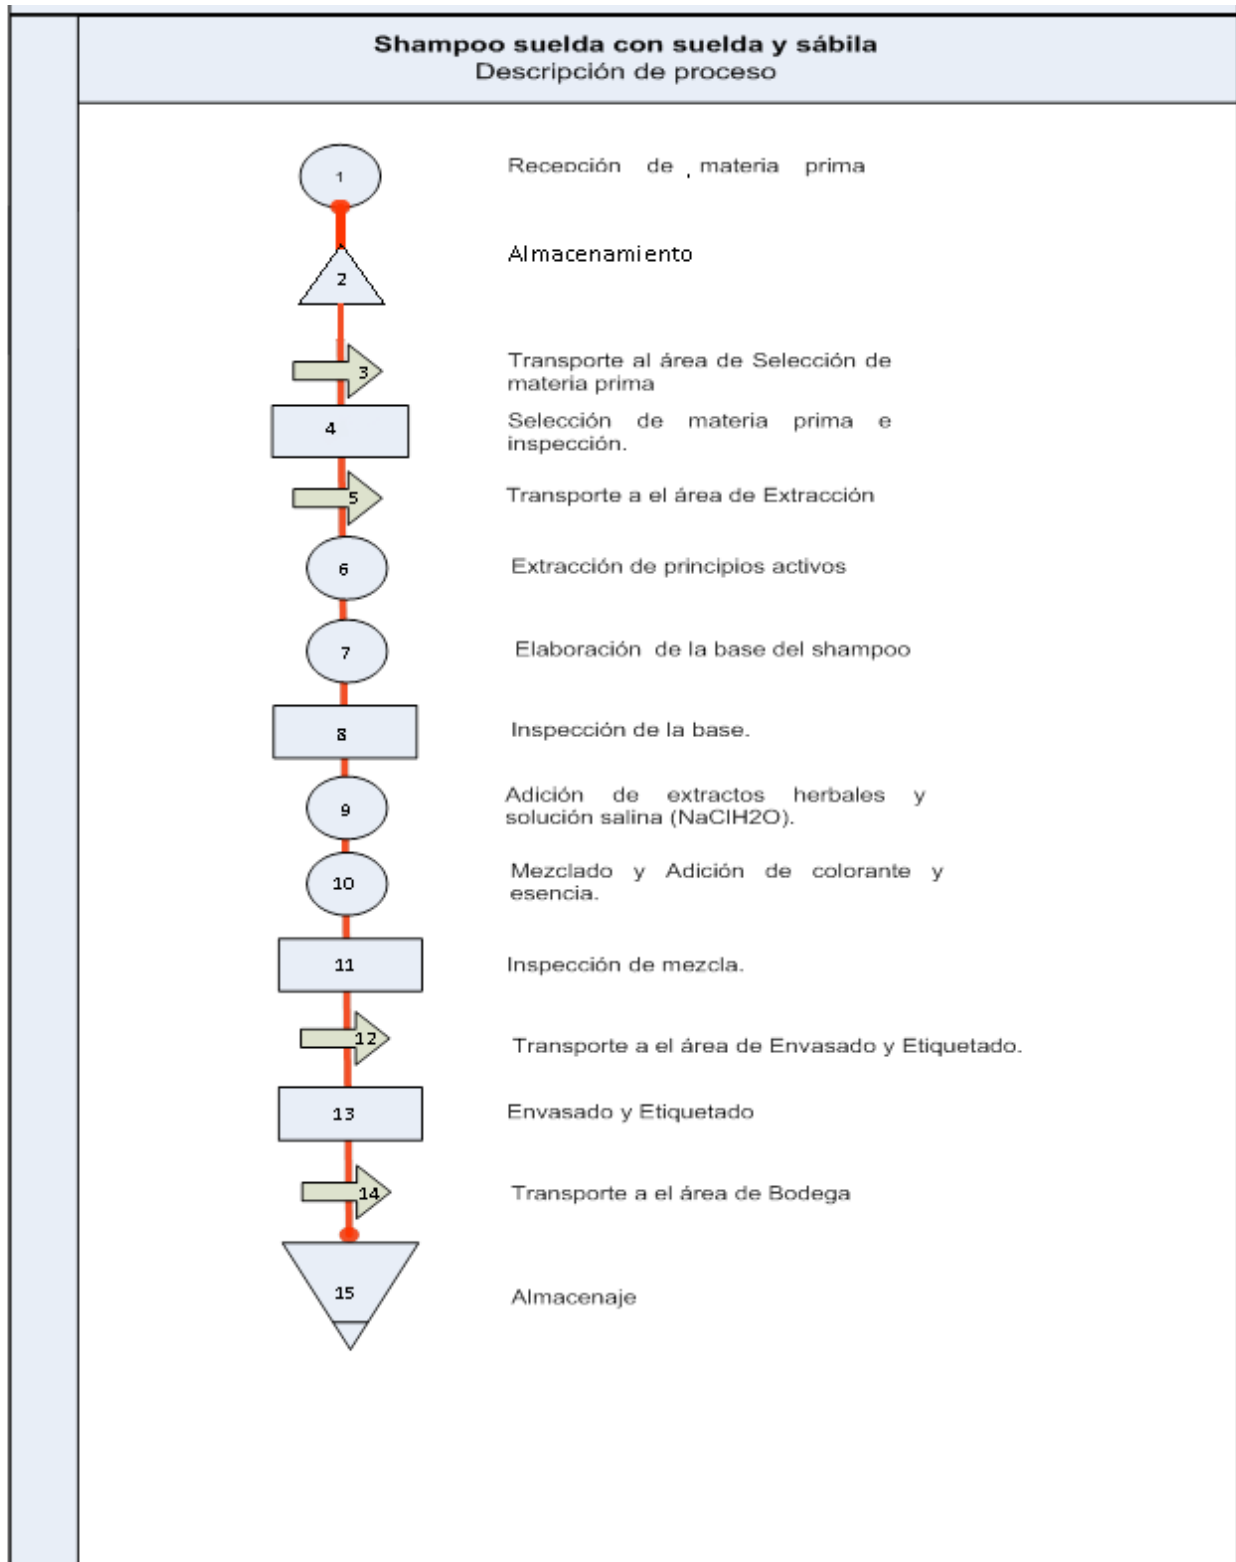 Shampoo suelda con suelda y sábila
Descripción de proceso
1
Recepción de , materia prima
2
Almacenamiento
3
Transporte al área de Selección de
materia prima
4
Selección de materia prima e
inspección.
5
Transporte a el área de Extracción
6
Extracción de principios activos
7
Elaboración de la base del shampoo
8
Inspección de la base.
9
Adición de extractos herbales y
solución salina (NaClH2O).
10
Mezclado y Adición de colorante y
esencia.
11
Inspección de mezcla.
12
Transporte a el área de Envasado y Etiquetado.
13
Envasado y Etiquetado
14
Transporte a el área de Bodega
15
Almacenaje